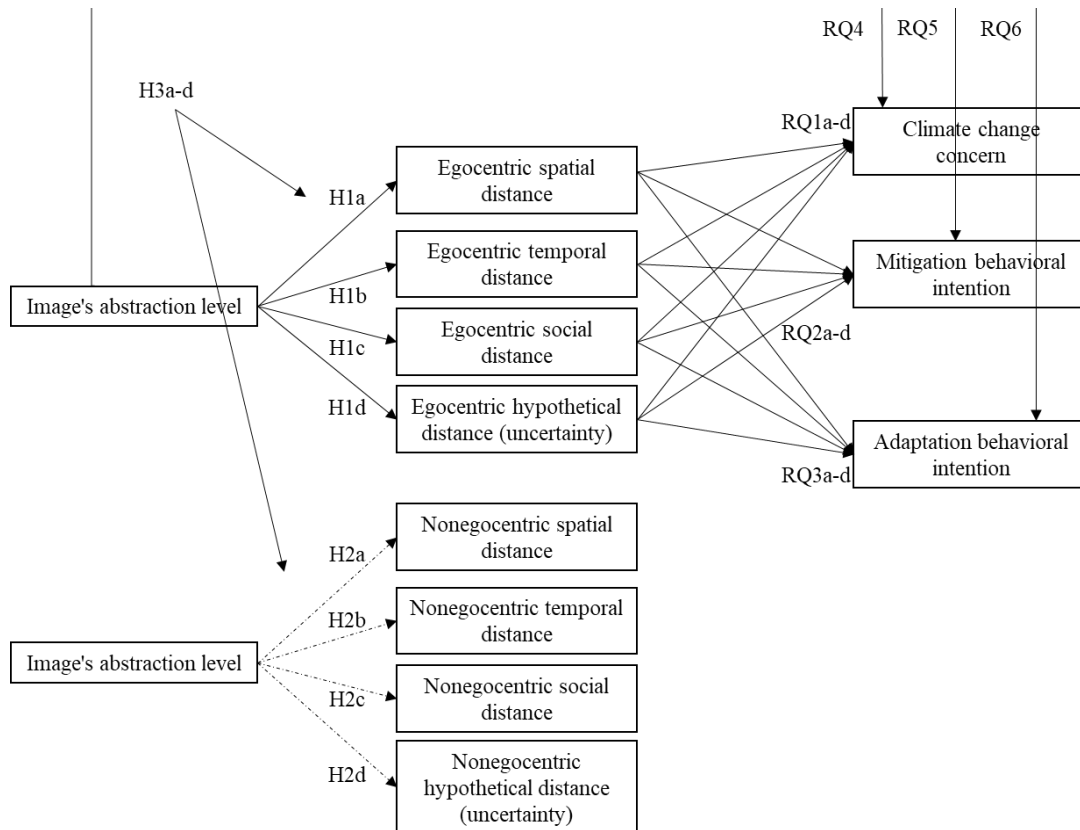 RQ4
RQ5
RQ6
H3a-d
RQ1a-d
Climate change
concern
H1a
Egocentric spatial
distance
Egocentric temporal
distance
Mitigation behavioral
intention
Image's abstraction level
H1b
H1c
Egocentric social
distance
RQ2a-d
H1d
Egocentric hypothetical
distance (uncertainty)
Adaptation behavioral
intention
RQ3a-d
Nonegocentric spatial
distance
H2a
Nonegocentric temporal
distance
H2b
Image's abstraction level
H2c
Nonegocentric social
distance
H2d
Nonegocentric
hypothetical distance
(uncertainty)